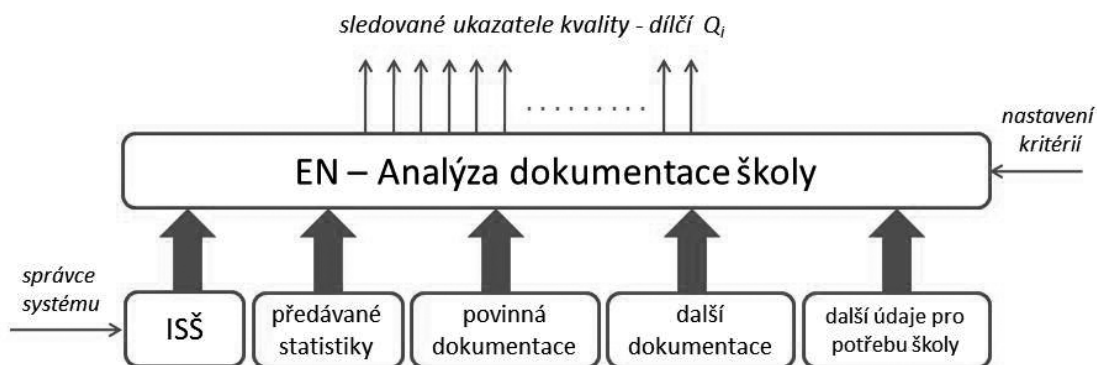 sledované ukazatele kvality - dílčí Qi
nastavení
kritérií
EN – Analýza dokumentace školy
správce
systému
ISŠ
předávané
statistiky
povinná
dokumentace
další
dokumentace
další údaje pro
potřebu školy